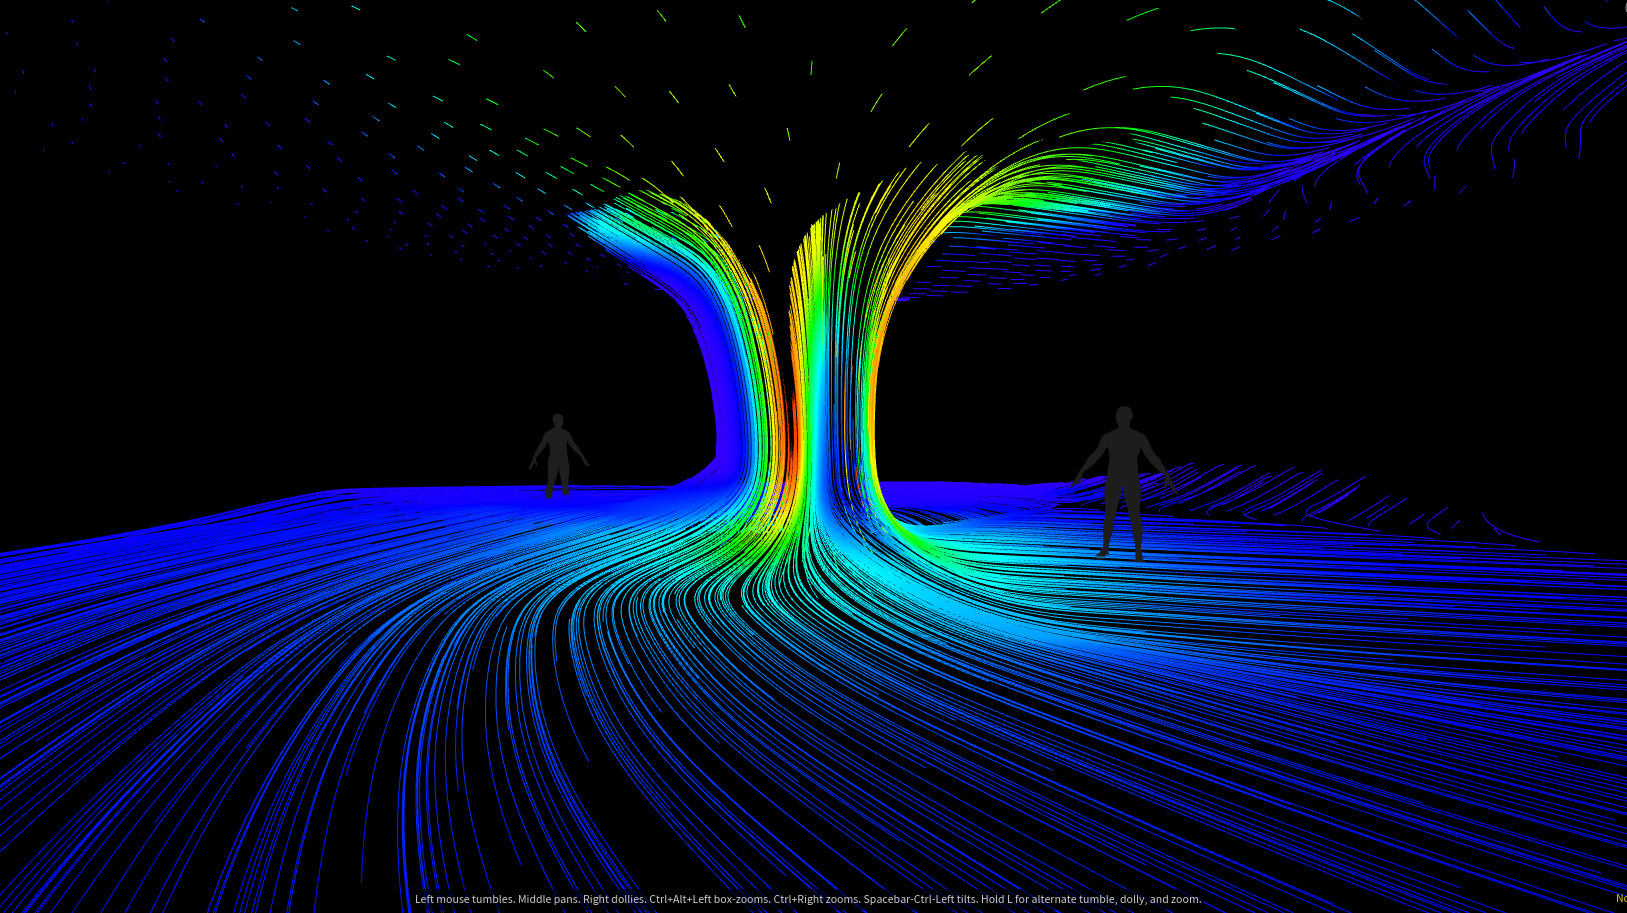 Left mouse tumbles. Middle pans. Right dollies. Ctrl+Alt+Left box-zooms. Ctrl+Right zooms. Spacebar-Ctrl-Left tilts. Hold L for alternate tumble, dolly, and zoom.